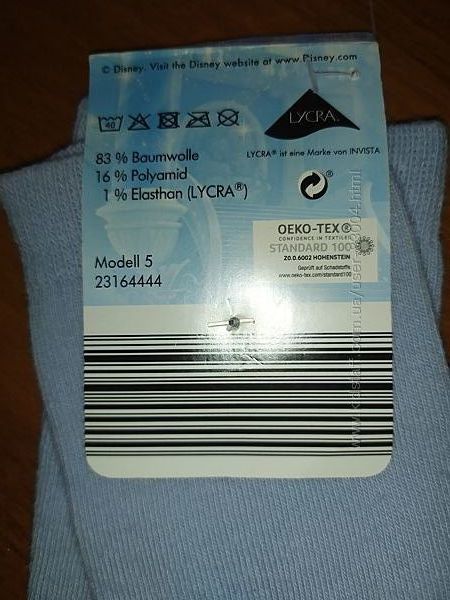 © Disney. Visit the Disney website at www.Disney.com
LYCRA®
40
LYCRA® ist eine Marke von INVISTA
83 % Baumwolle
16 % Polyamid
1 % Elasthan (LYCRA®)
OEKO-TEX®
CONFIDENCE IN TEXTILES
STANDARD 100
Z0.0.6002 HOHENSTEIN
Geprüft auf Schadstoffe.
www.oeko-tex.com/standard100
Modell 5
23164444